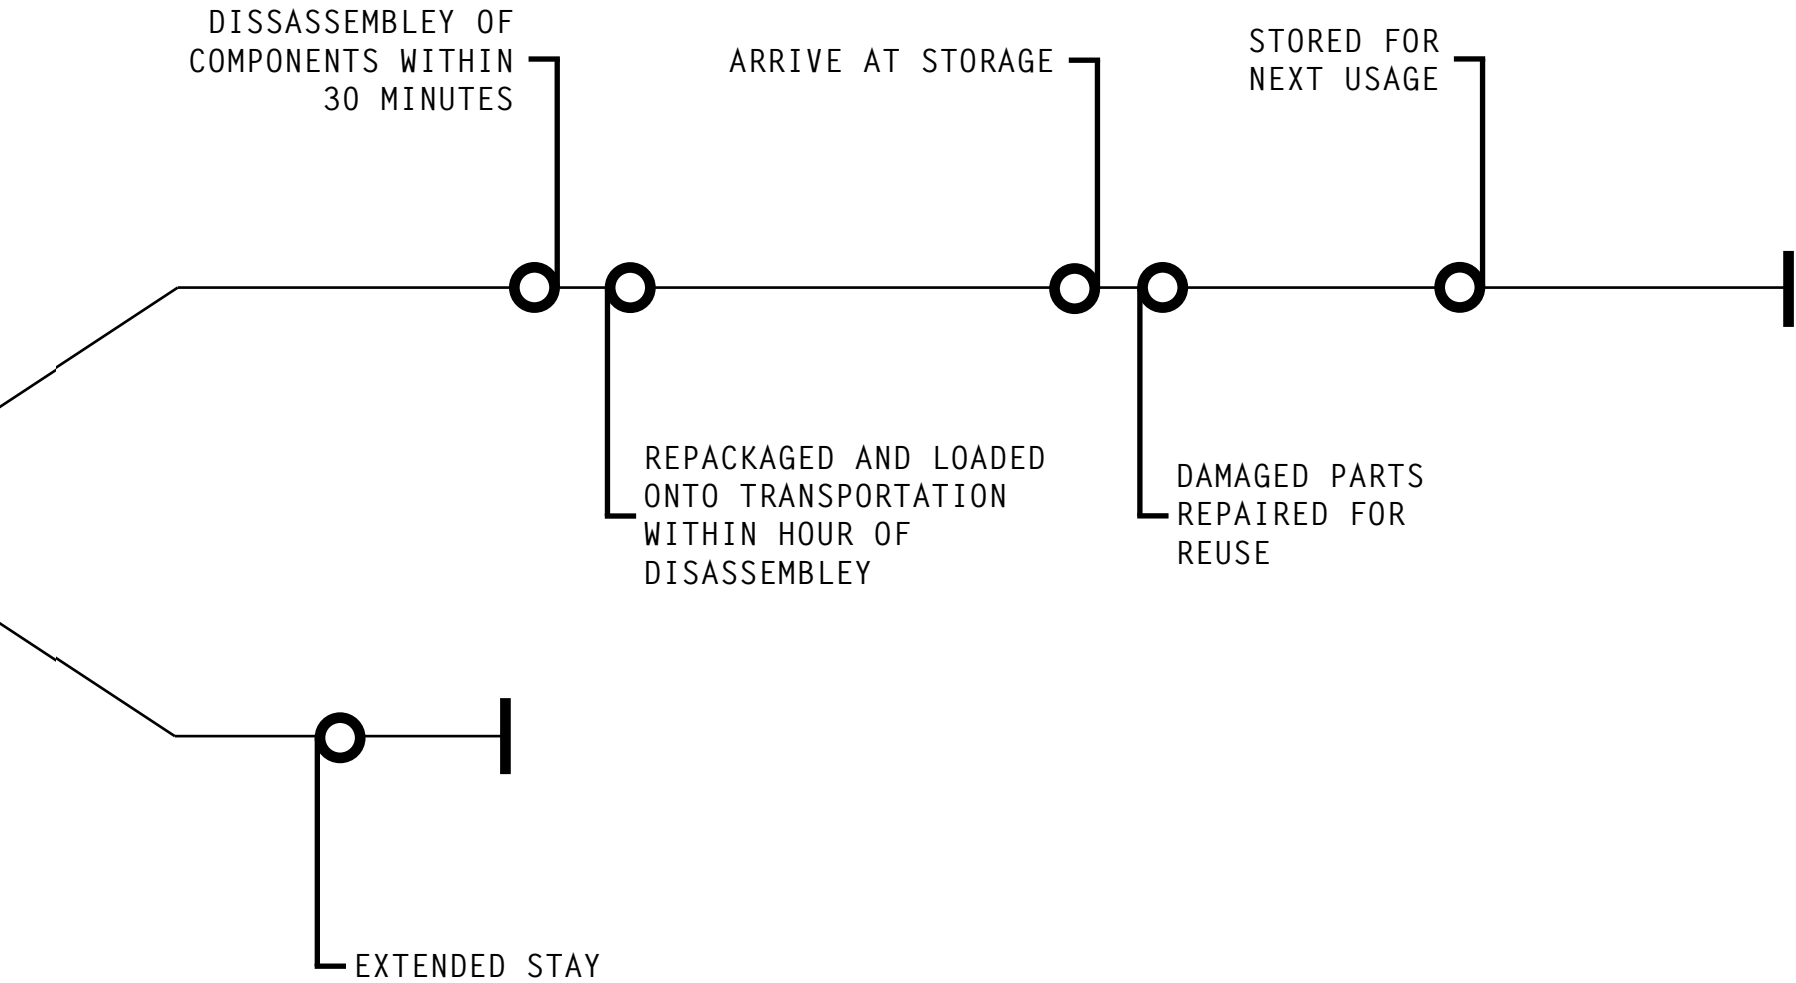 DISSASSEMBLEY OF
COMPONENTS WITHIN
30 MINUTES
ARRIVE AT STORAGE
STORED FOR
NEXT USAGE
REPACKAGED AND LOADED
ONTO TRANSPORTATION
WITHIN HOUR OF
DISASSEMBLEY
DAMAGED PARTS
REPAIRED FOR
REUSE
EXTENDED STAY